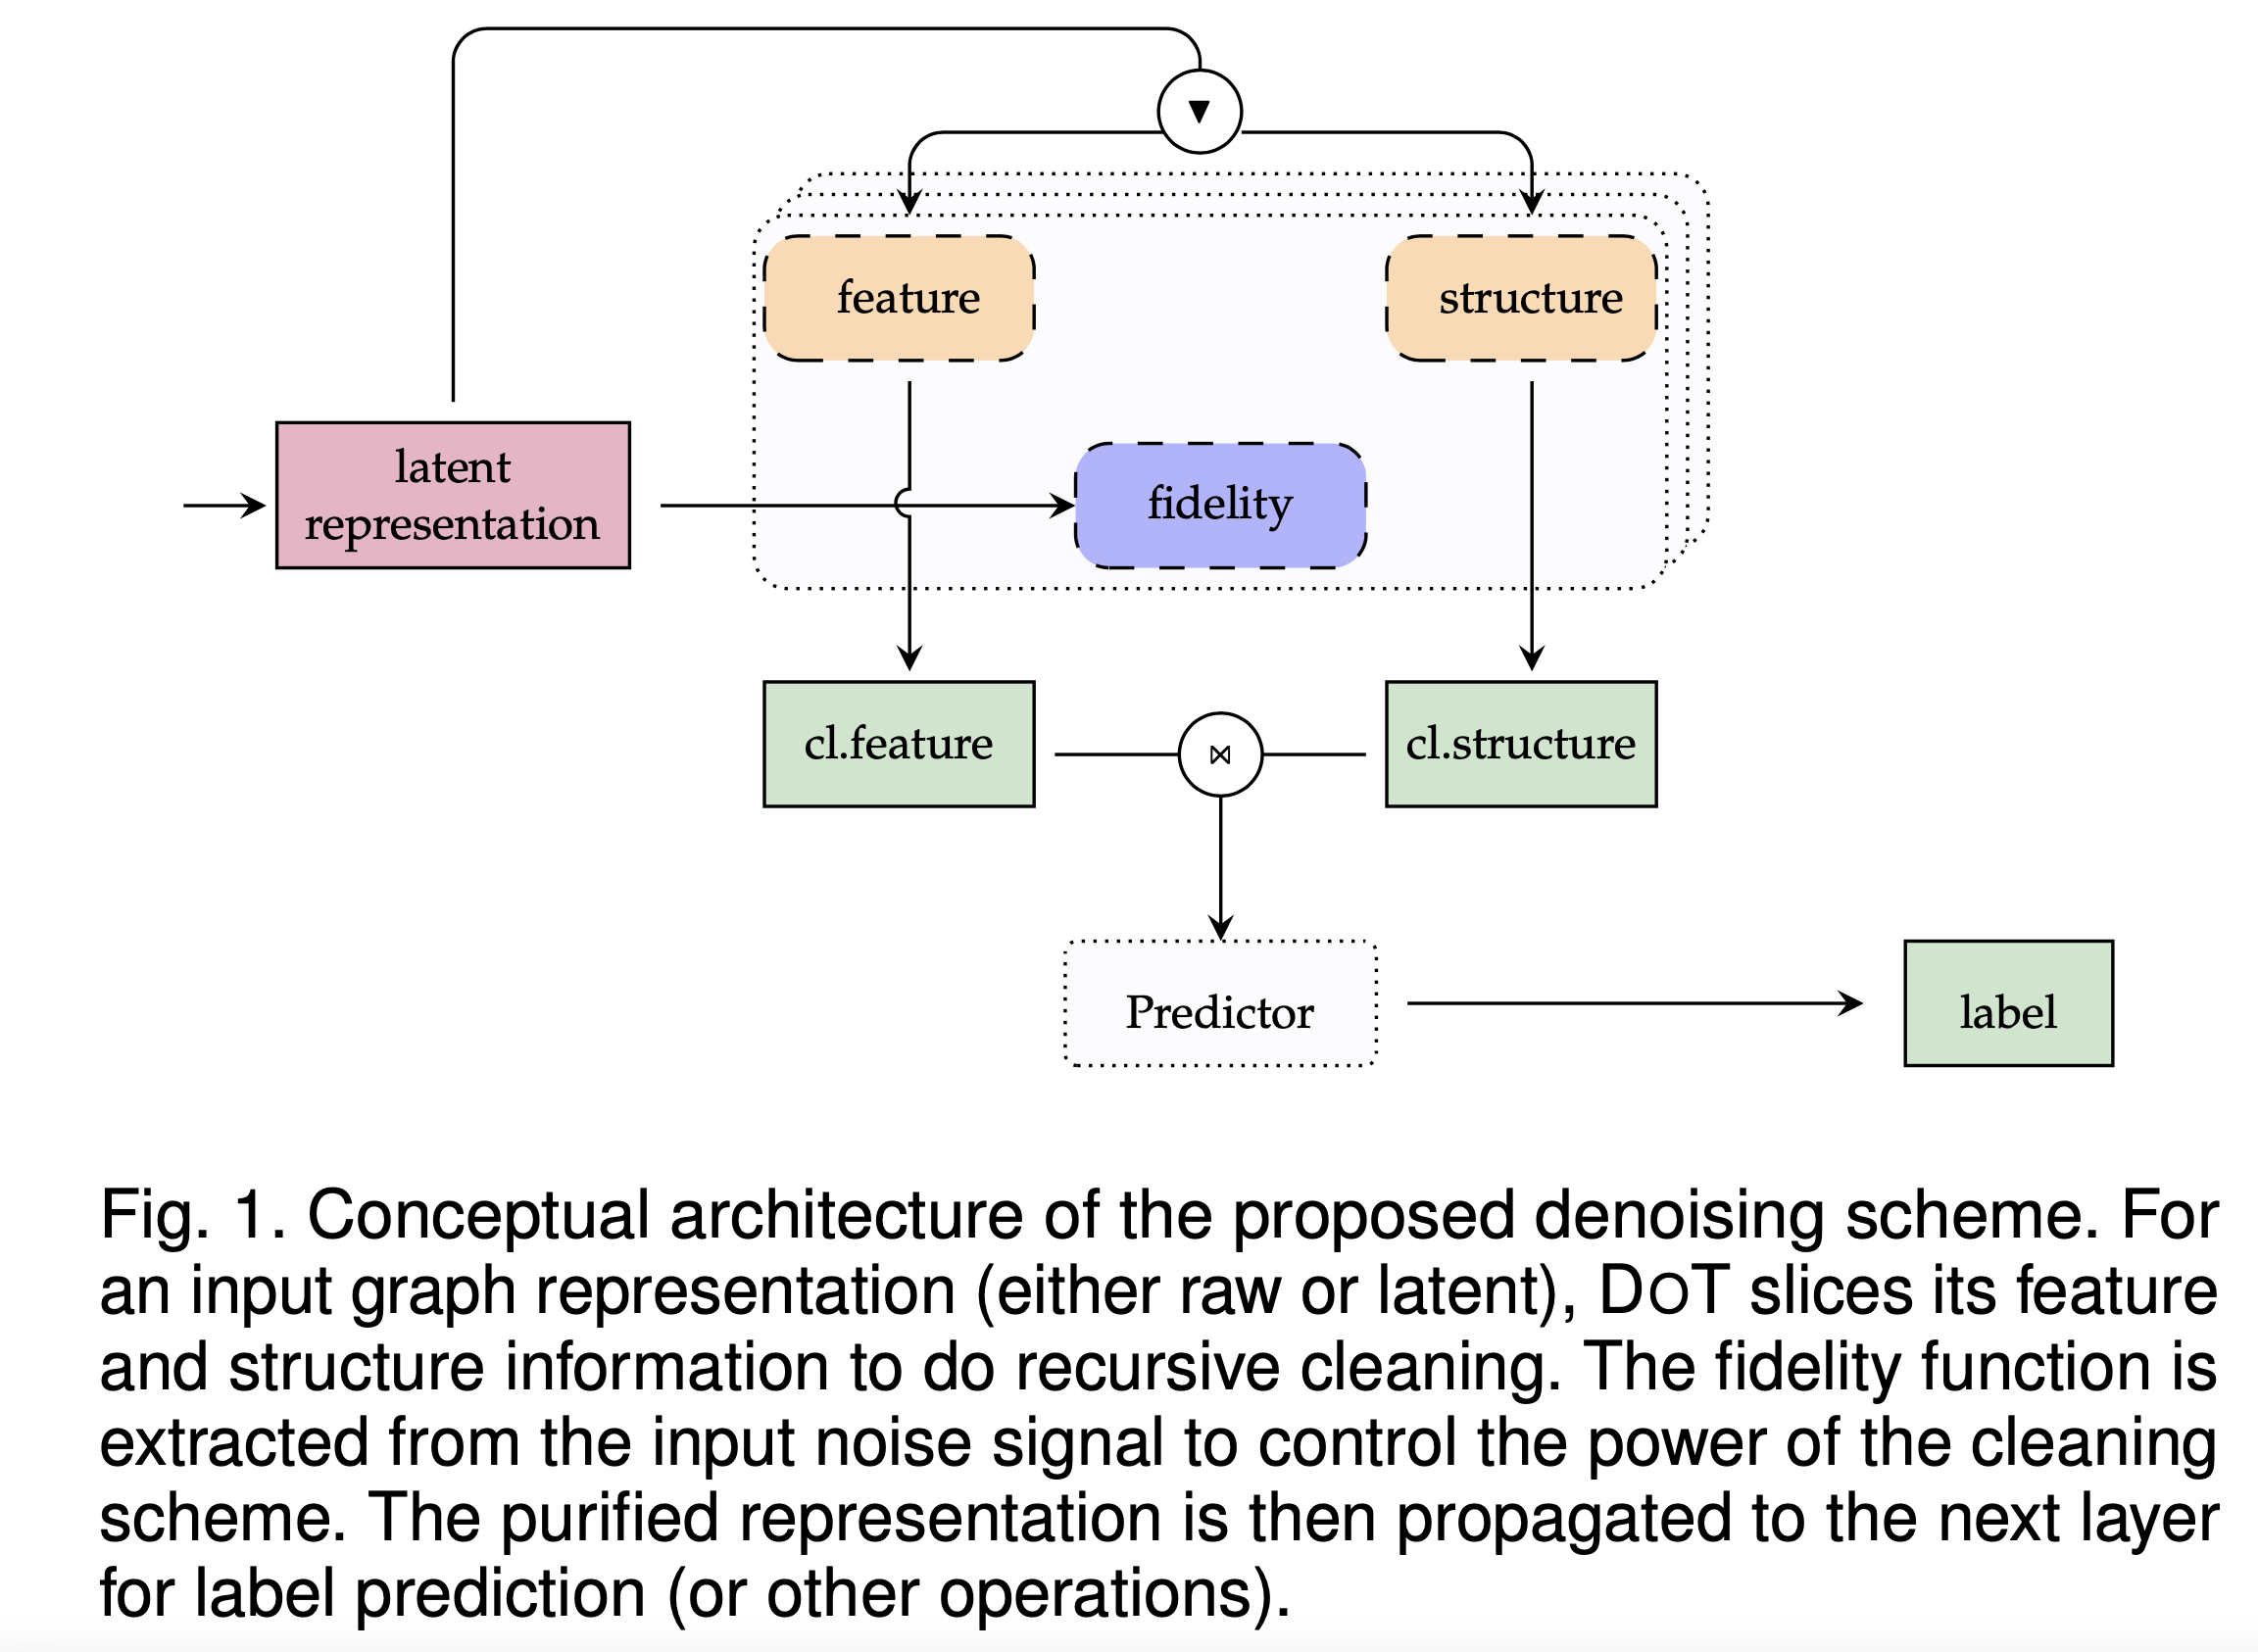 feature
structure
latent
representation
fidelity
cl.feature
⋈
cl.structure
Predictor
label
Fig. 1. Conceptual architecture of the proposed denoising scheme. For
an input graph representation (either raw or latent), DOT slices its feature
and structure information to do recursive cleaning. The fidelity function is
extracted from the input noise signal to control the power of the cleaning
scheme. The purified representation is then propagated to the next layer
for label prediction (or other operations).